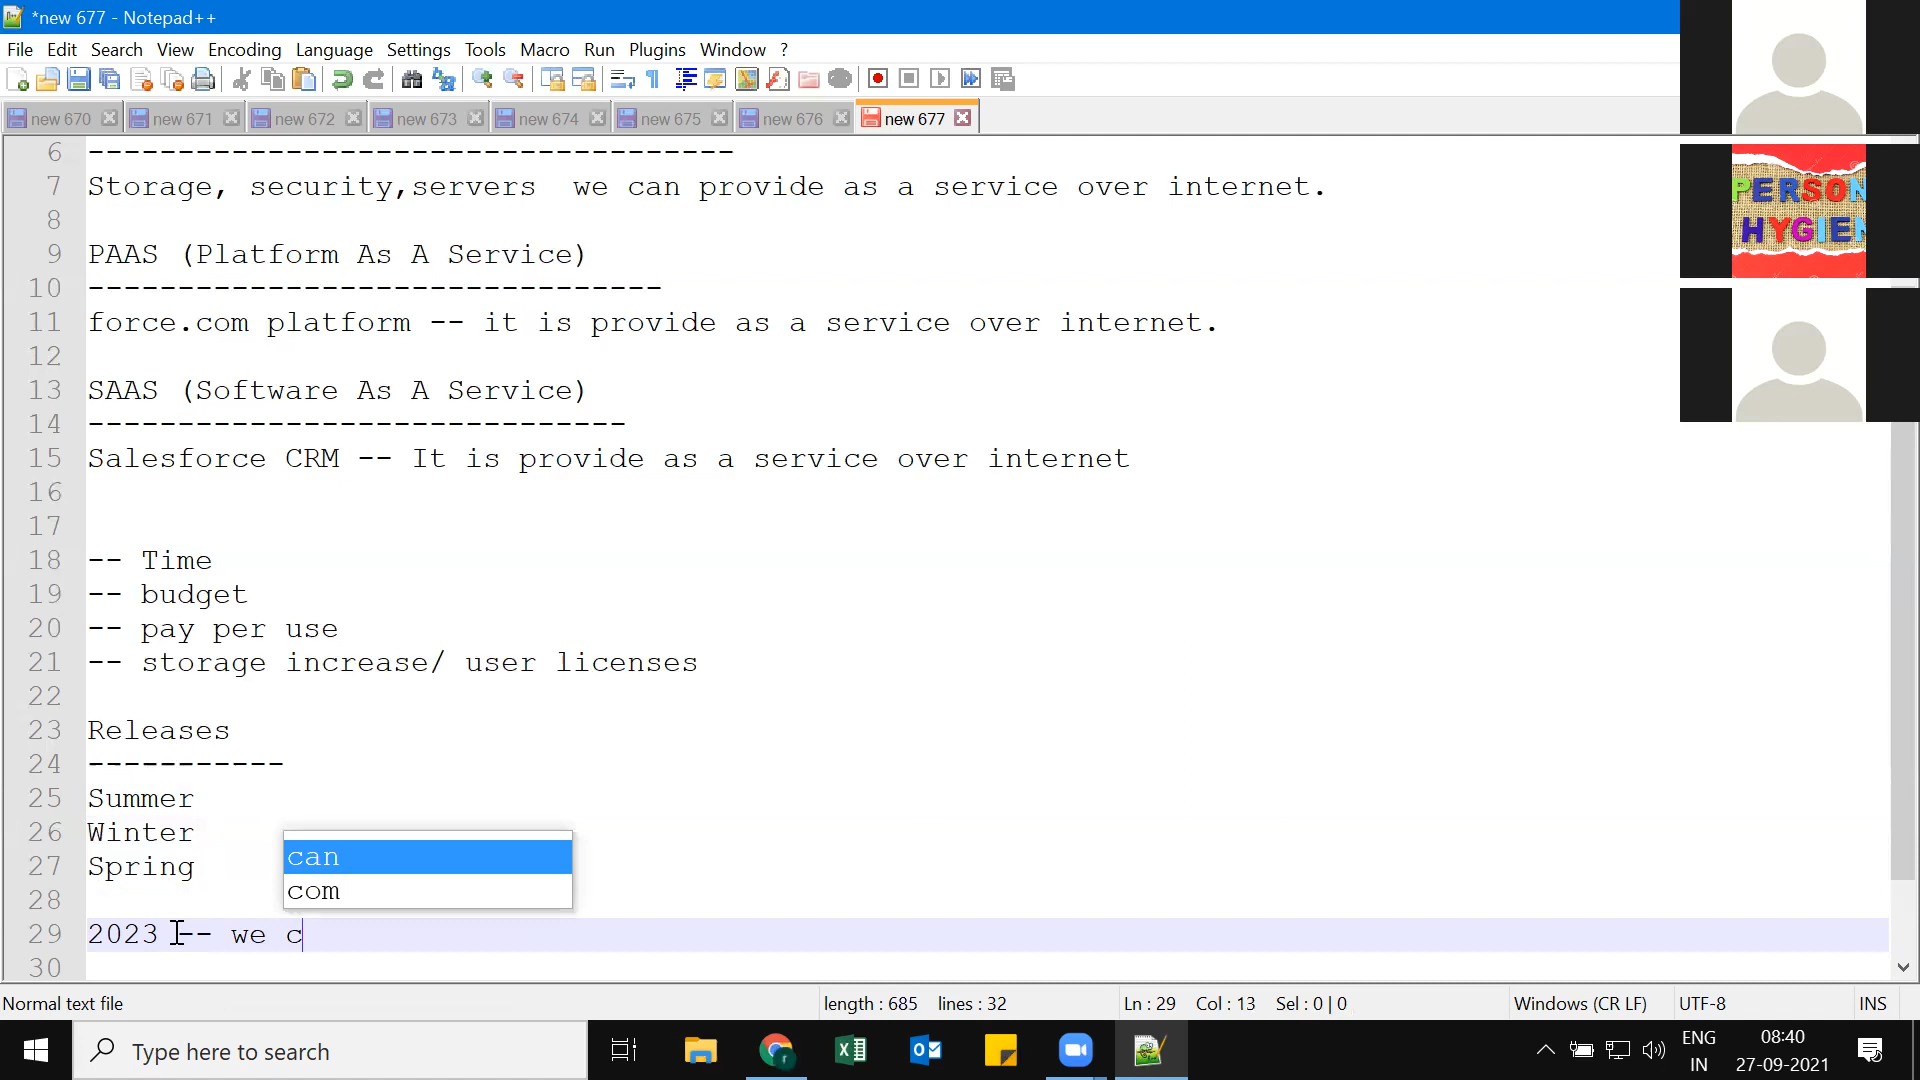 *new 677 - Notepad++
File Edit Search View Encoding Language Settings Tools Macro Run Plugins Window ?
new 670 new 671 new 672 new 673 new 674 new 675 new 676 new 677
6 ------------------------------------
7 Storage, security,servers  we can provide as a service over internet.
8
9 PAAS (Platform As A Service)
10 --------------------------------
11 force.com platform -- it is provide as a service over internet.
12
13 SAAS (Software As A Service)
14 ------------------------------
15 Salesforce CRM -- It is provide as a service over internet
16
17
18 -- Time
19 -- budget
20 -- pay per use
21 -- storage increase/ user licenses
22
23 Releases
24 -----------
25 Summer
26 Winter
27 Spring
can
com
28
29 2023 -- we c
30
PERSON
HYGIEN
Normal text file length : 685 lines : 32 Ln : 29 Col : 13 Sel : 0 | 0 Windows (CR LF) UTF-8 INS
Type here to search
ENG
IN
08:40
27-09-2021